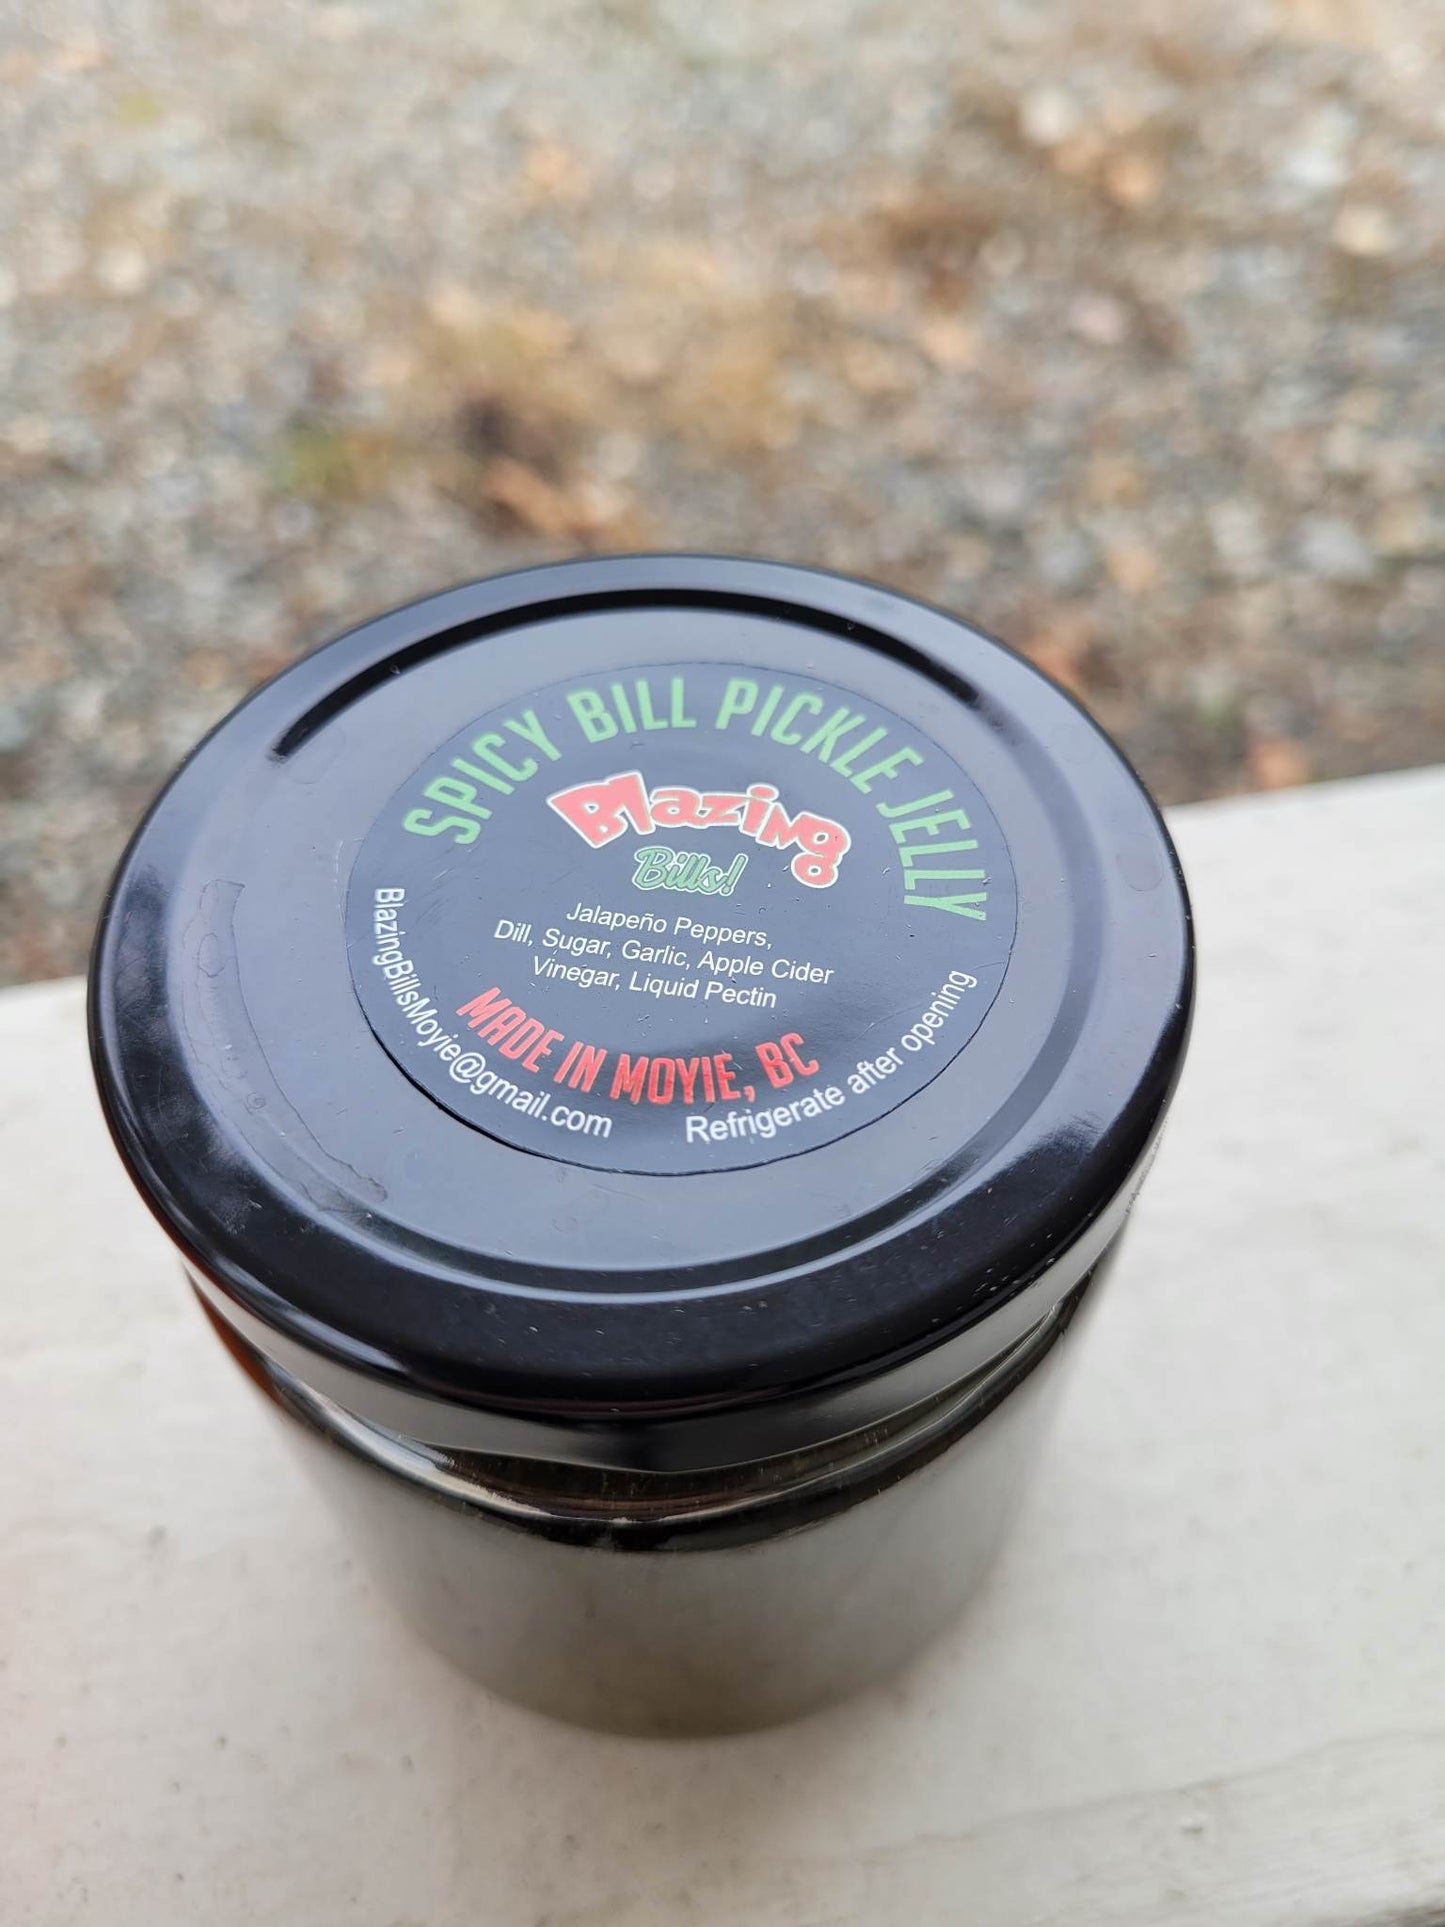 SPICY BILL PICKLE JELLY
Blazing
Bills!
Jalapeño Peppers,
Dill, Sugar, Garlic, Apple Cider
Vinegar, Liquid Pectin
MADE IN MOYIE, BC
BlazingBillsMoyie@gmail.com
Refrigerate after opening